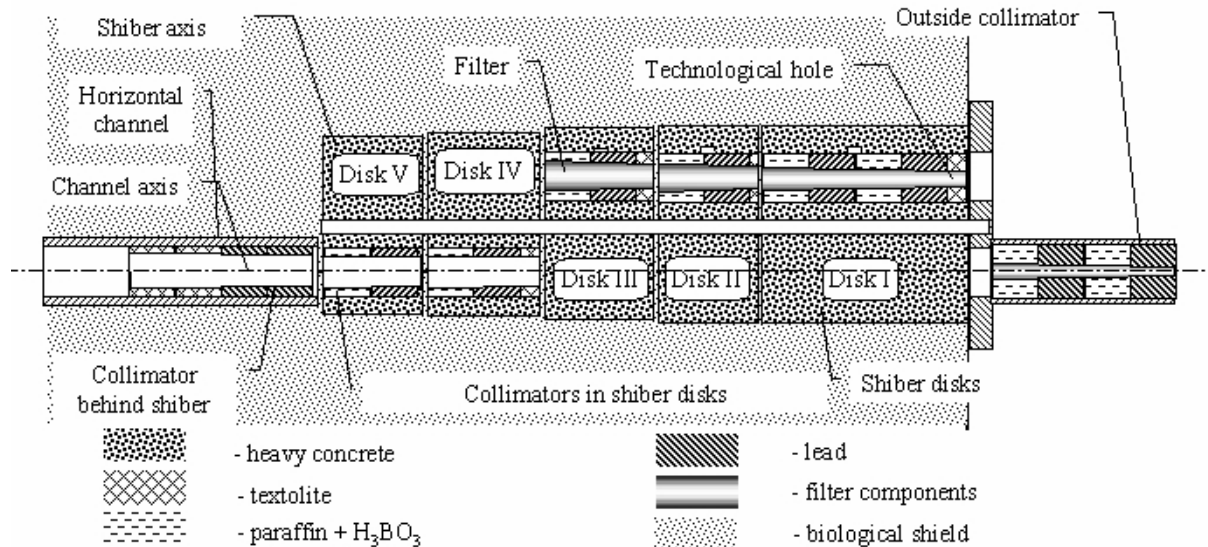 Shiber axis
Outside collimator
Filter
Technological hole
Horizontal
channel
Channel axis
Disk V
Disk IV
Disk III
Disk II
Disk I
Collimator
behind shiber
Collimators in shiber disks
Shiber disks
- heavy concrete
- textolite
- paraffin + H₃BO₃
- lead
- filter components
- biological shield